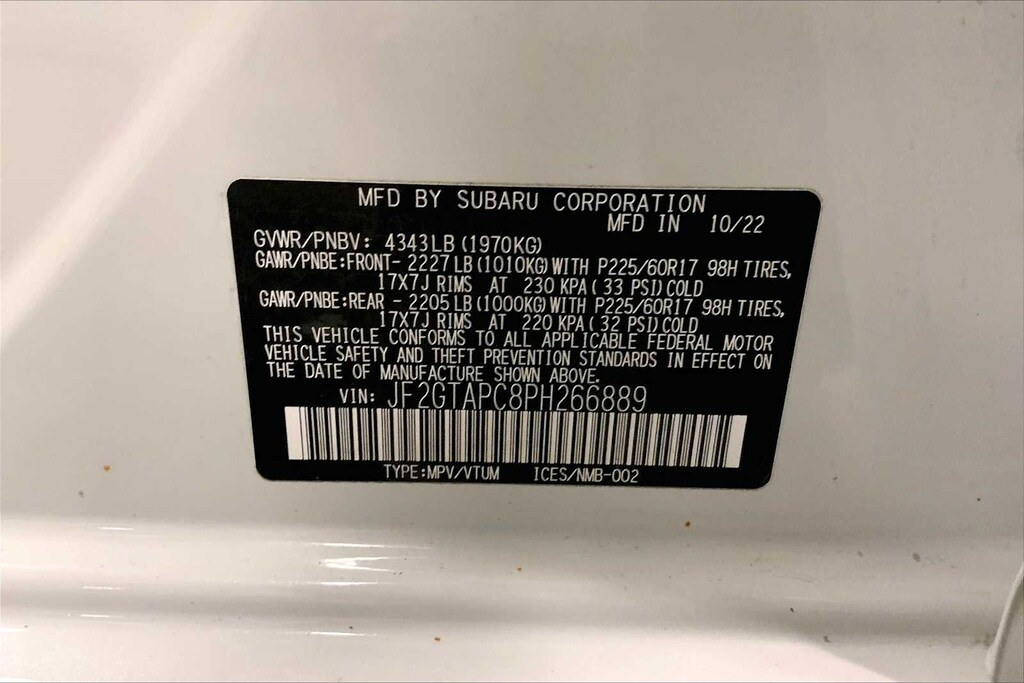 MFD BY SUBARU CORPORATION
MFD IN 10/22
GVWR/PNBV: 4343LB (1970KG)
GAWR/PNBE:FRONT- 2227LB (1010KG) WITH P225/60R17 98H TIRES,
17X7J RIMS AT 230 KPA ( 33 PSI) COLD
GAWR/PNBE:REAR - 2205LB (1000KG) WITH P225/60R17 98H TIRES,
17X7J RIMS AT 220 KPA ( 32 PSI) COLD
THIS VEHICLE CONFORMS TO ALL APPLICABLE FEDERAL MOTOR
VEHICLE SAFETY AND THEFT PREVENTION STANDARDS IN EFFECT ON
THE DATE OF MANUFACTURE SHOWN ABOVE.
VIN: JF2GTAPC8PH266889
TYPE:MPV/VTUM ICES/NMB-002